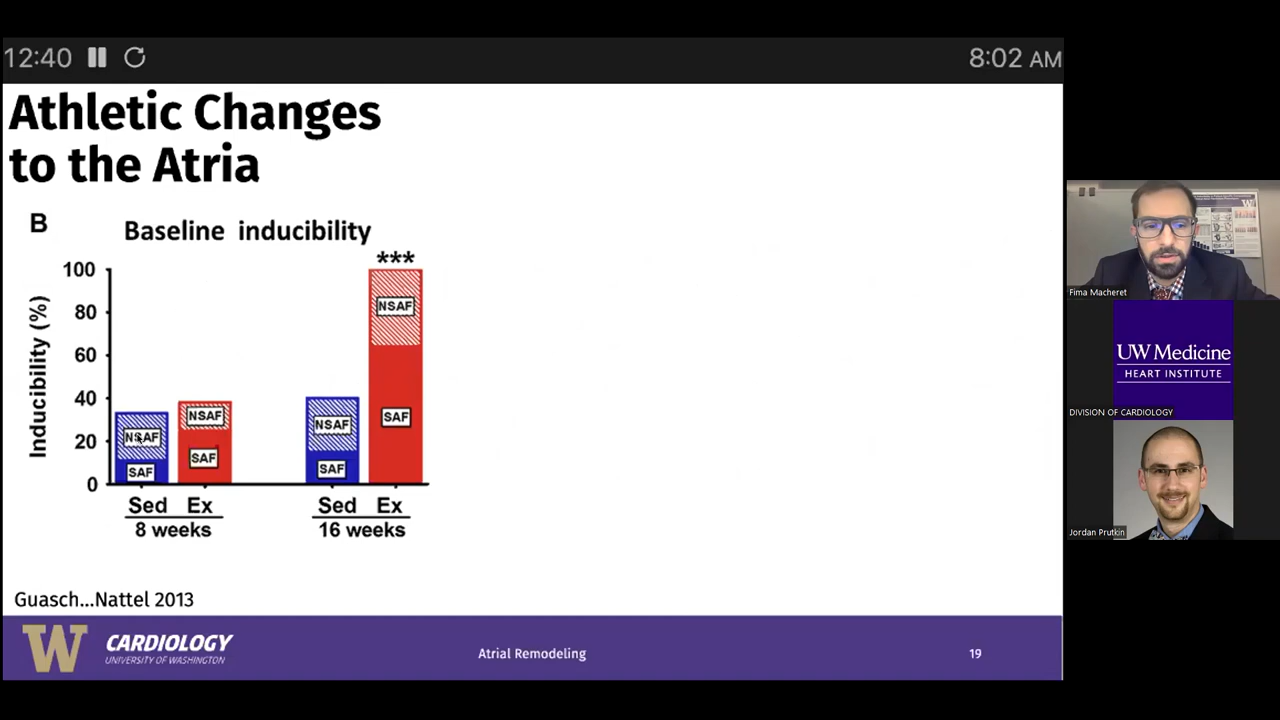 12:40
8:02 AM
Athletic Changes
to the Atria
B
Baseline inducibility
***
Inducibility (%)
100
80
60
40
20
0
NSAF
SAF
NSAF
SAF
NSAF
SAF
NSAF
SAF
Sed Ex
8 weeks
Sed Ex
16 weeks
Guasch...Nattel 2013
W
CARDIOLOGY
UNIVERSITY OF WASHINGTON
Atrial Remodeling
19
W
Fima Macheret
UW Medicine
HEART INSTITUTE
DIVISION OF CARDIOLOGY
Jordan Prutkin